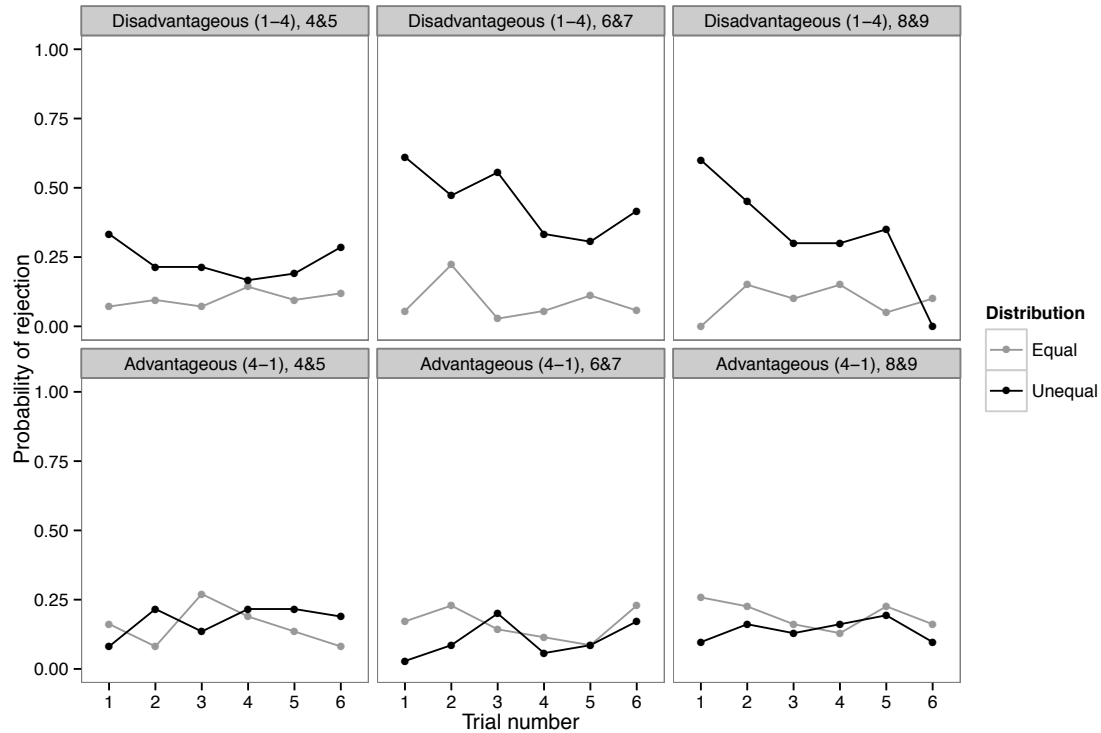 Disadvantageous (1−4), 4&5
Disadvantageous (1−4), 6&7
Disadvantageous (1−4), 8&9
1.00
0.75
0.50
0.25
0.00
Advantageous (4−1), 4&5
Advantageous (4−1), 6&7
Advantageous (4−1), 8&9
1.00
0.75
0.50
0.25
0.00
Probability of rejection
1 2 3 4 5 6
1 2 3 4 5 6
1 2 3 4 5 6
Trial number
Distribution
Equal
Unequal